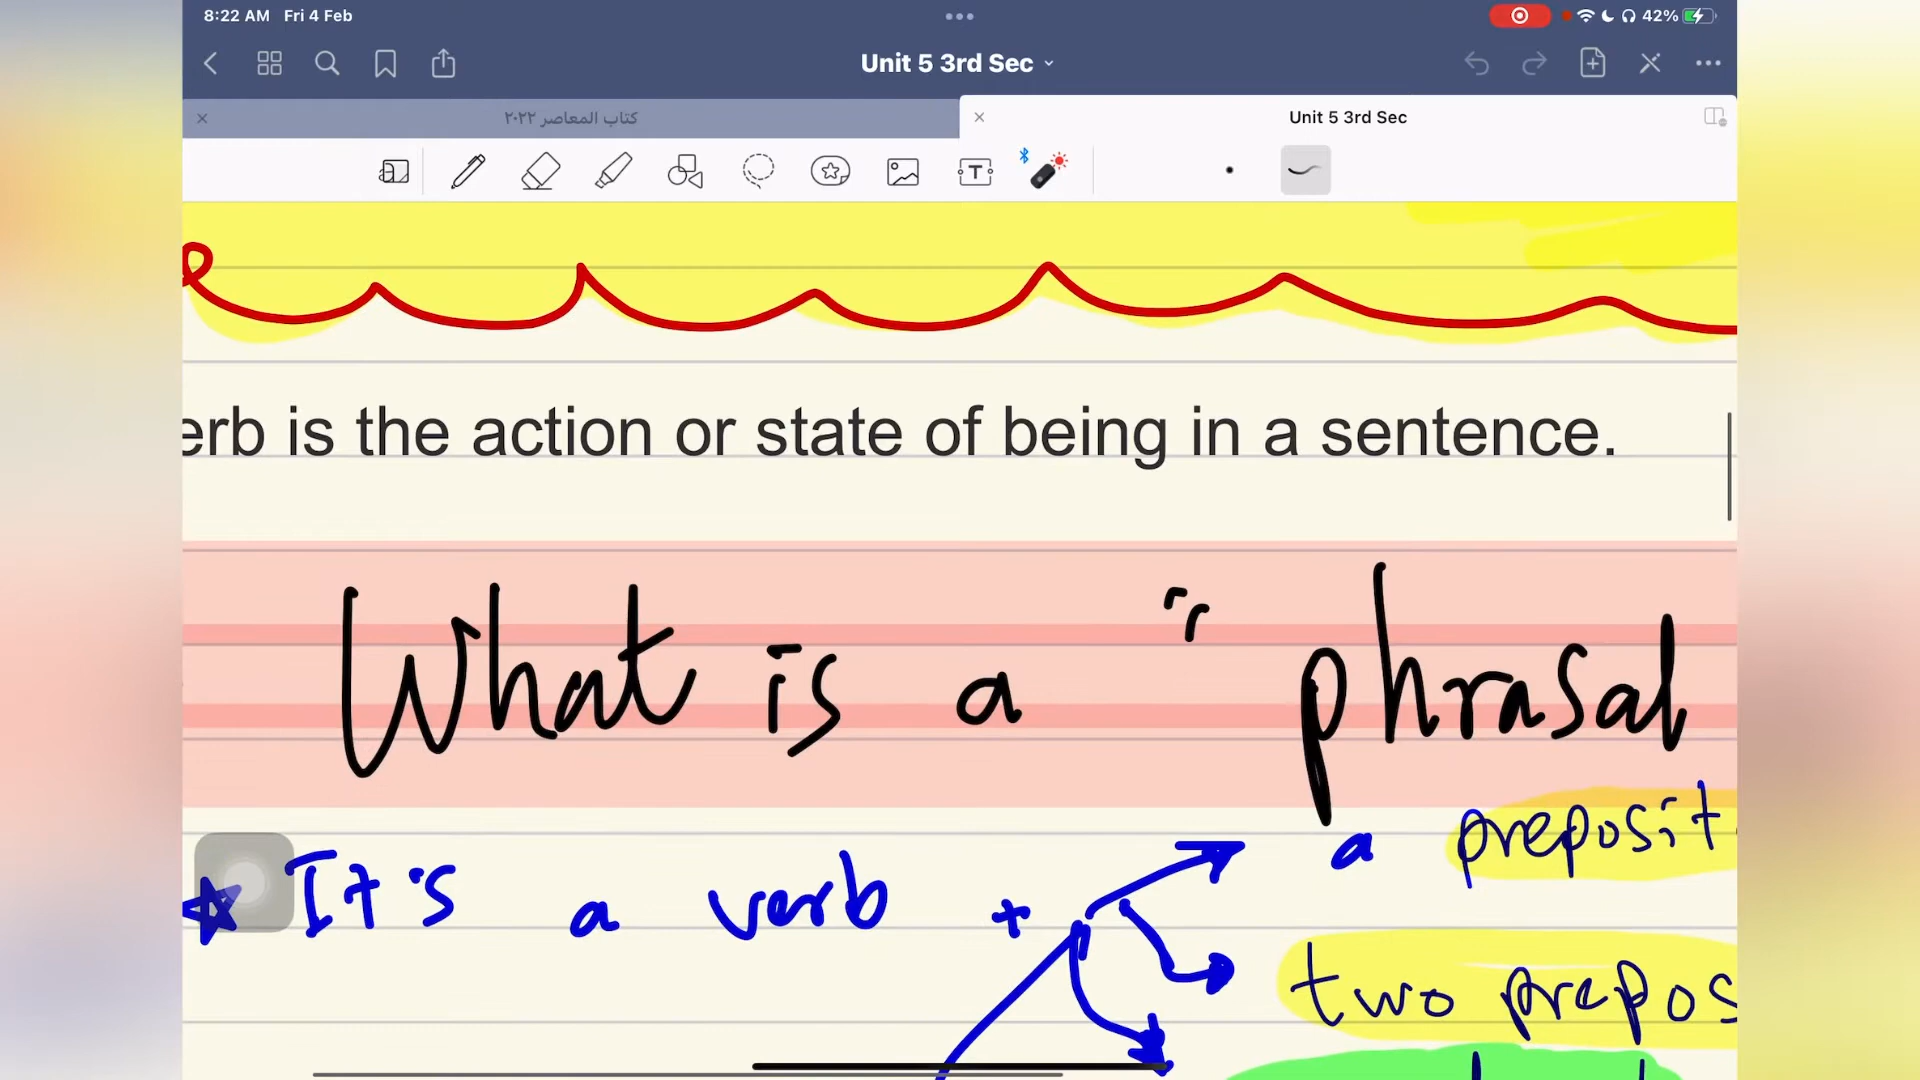 8:22 AM Fri 4 Feb
42%
Unit 5 3rd Sec
كتاب المعاصر ٢٠٢٢
Unit 5 3rd Sec
T
erb is the action or state of being in a sentence.
What is a " phrasal
a preposit
It's a verb +
two prepos